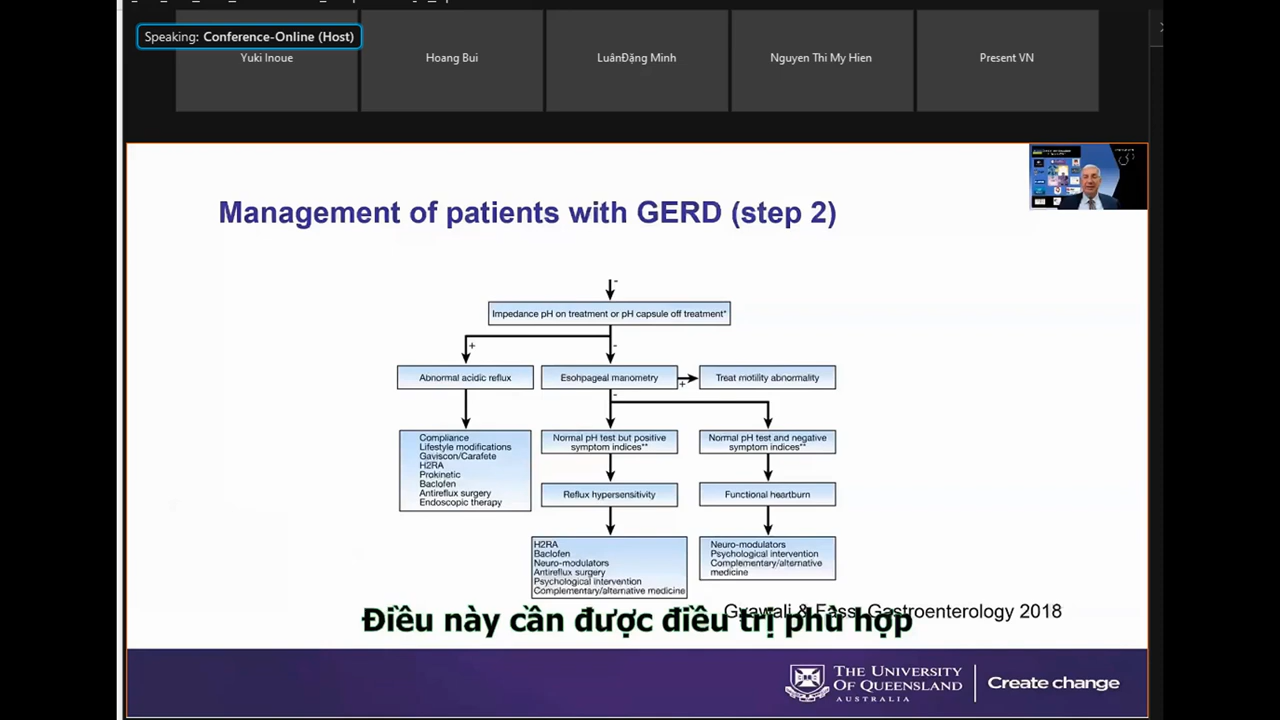 Speaking: Conference-Online (Host)
Yuki Inoue
Hoang Bui
LuânĐặng Minh
Nguyen Thi My Hien
Present VN
Management of patients with GERD (step 2)
-
Impedance pH on treatment or pH capsule off treatment*
+
-
Abnormal acidic reflux
Esohpageal manometry
+
Treat motility abnormality
-
Compliance
Lifestyle modifications
Gaviscon/Carafete
H2RA
Prokinetic
Baclofen
Antireflux surgery
Endoscopic therapy
Normal pH test but positive
symptom indices**
Normal pH test and negative
symptom indices**
Reflux hypersensitivity
Functional heartburn
H2RA
Baclofen
Neuro-modulators
Antireflux surgery
Psychological intervention
Complementary/alternative medicine
Neuro-modulators
Psychological intervention
Complementary/alternative
medicine
Gyawali & Fass, Gastroenterology 2018
Điều này cần được điều trị phù hợp
THE UNIVERSITY
OF QUEENSLAND
AUSTRALIA
Create change